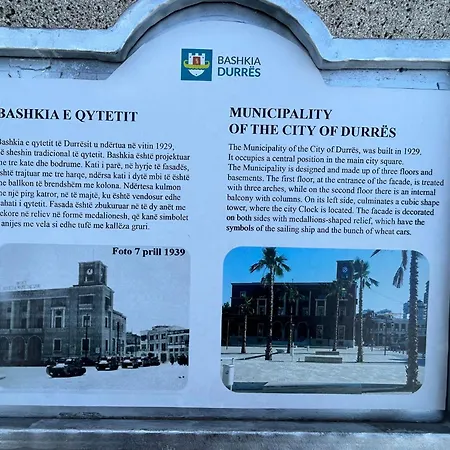 BASHKIA
DURRËS
BASHKIA E QYTETIT
Bashkia e qytetit të Durrësit u ndërtua në vitin 1929,
në sheshin tradicional të qytetit. Bashkia është projektuar
me tre kate dhe bodrume. Kati i parë, në hyrje të fasadës,
është trajtuar me tre harqe, ndërsa kati i dytë mbi të është
me ballkon të brendshëm me kolona. Ndërtesa kulmon
me një pirg katror, në të majtë, ku është vendosur edhe
sahati i qytetit. Fasada është zbukuruar në të dy anët me
dekore në reliev në formë medalionesh, që kanë simbolet
e anijes me vela si edhe tufë me kallëza gruri.
Foto 7 prill 1939
MUNICIPALITY
OF THE CITY OF DURRËS
The Municipality of the City of Durrës, was built in 1929.
It occupies a central position in the main city square.
The Municipality is designed and made up of three floors and
basements. The first floor, at the entrance of the facade, is treated
with three arches, while on the second floor there is an internal
balcony with columns. On its left side, culminates a cubic shape
tower, where the city Clock is located. The facade is decorated
on both sides with medallions-shaped relief, which have the
symbols of the sailing ship and the bunch of wheat cars.